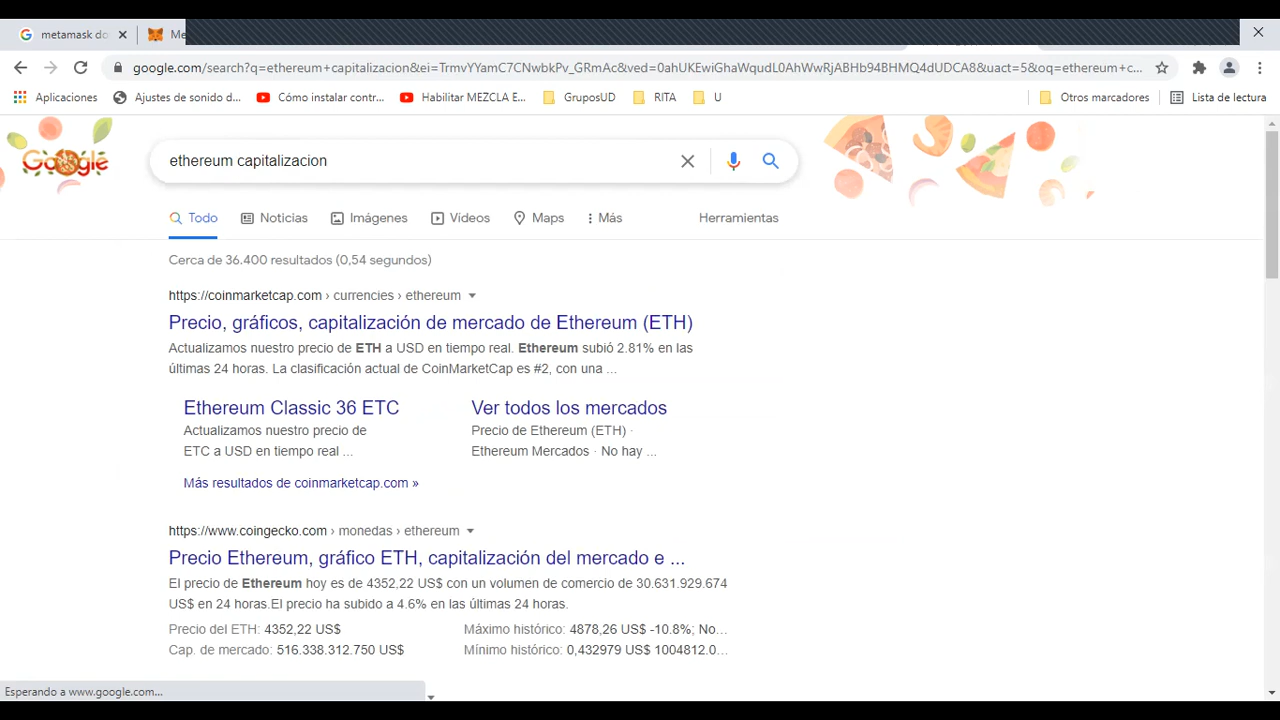 metamask do
Me
google.com/search?q=ethereum+capitalizacion&ei=TrmvYYamC7CNwbkPv_GRmAc&ved=0ahUKEwiGhaWqudL0AhWwRjABHb94BHMQ4dUDCA8&uact=5&oq=ethereum+c...
Aplicaciones Ajustes de sonido d... Cómo instalar contr... Habilitar MEZCLA E... GruposUD RITA U Otros marcadores Lista de lectura
Google
ethereum capitalizacion
Todo Noticias Imágenes Vídeos Maps Más Herramientas
Cerca de 36.400 resultados (0,54 segundos)
https://coinmarketcap.com › currencies › ethereum
Precio, gráficos, capitalización de mercado de Ethereum (ETH)
Actualizamos nuestro precio de ETH a USD en tiempo real. Ethereum subió 2.81% en las
últimas 24 horas. La clasificación actual de CoinMarketCap es #2, con una ...
Ethereum Classic 36 ETC
Actualizamos nuestro precio de
ETC a USD en tiempo real ...
Ver todos los mercados
Precio de Ethereum (ETH) ·
Ethereum Mercados · No hay ...
Más resultados de coinmarketcap.com »
https://www.coingecko.com › monedas › ethereum
Precio Ethereum, gráfico ETH, capitalización del mercado e ...
El precio de Ethereum hoy es de 4352,22 US$ con un volumen de comercio de 30.631.929.674
US$ en 24 horas.El precio ha subido a 4.6% en las últimas 24 horas.
Precio del ETH: 4352,22 US$ Máximo histórico: 4878,26 US$ -10.8%; No...
Cap. de mercado: 516.338.312.750 US$ Mínimo histórico: 0,432979 US$ 1004812.0...
Esperando a www.google.com...